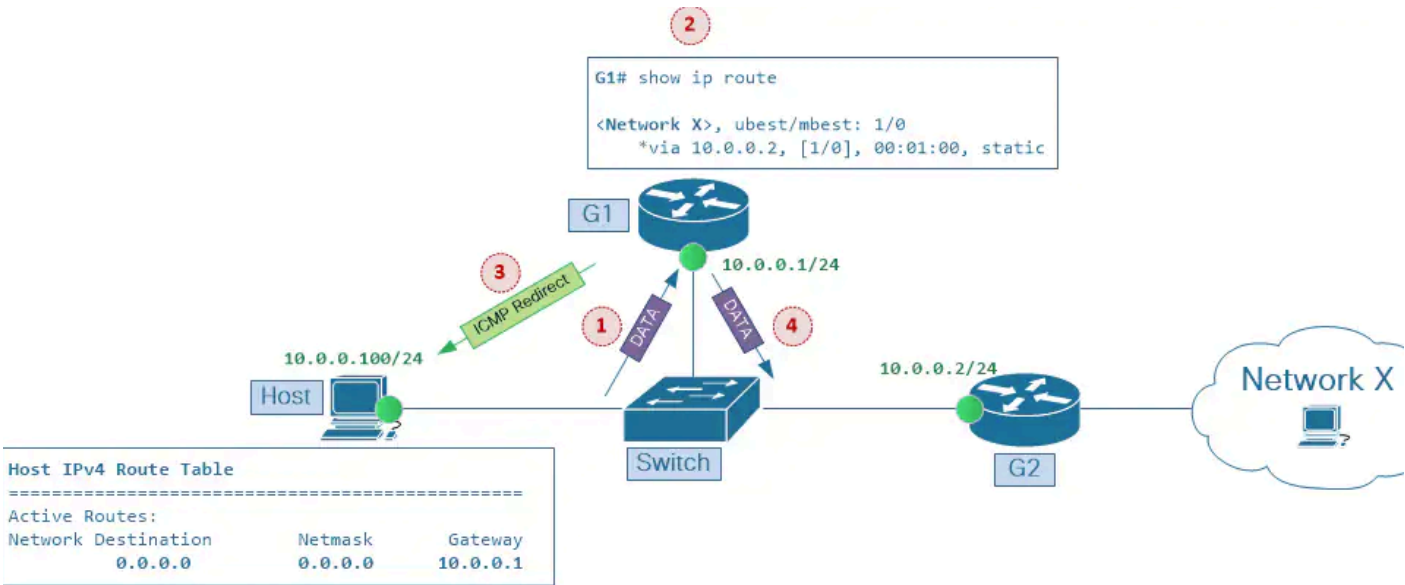 2
G1# show ip route
<Network X>, ubest/mbest: 1/0
*via 10.0.0.2, [1/0], 00:01:00, static
G1
10.0.0.1/24
3
ICMP Redirect
1
DATA
DATA
4
10.0.0.100/24
Host
?
Switch
10.0.0.2/24
G2
Network X
?
Host IPv4 Route Table
================================================
Active Routes:
Network Destination Netmask Gateway
0.0.0.0 0.0.0.0 10.0.0.1